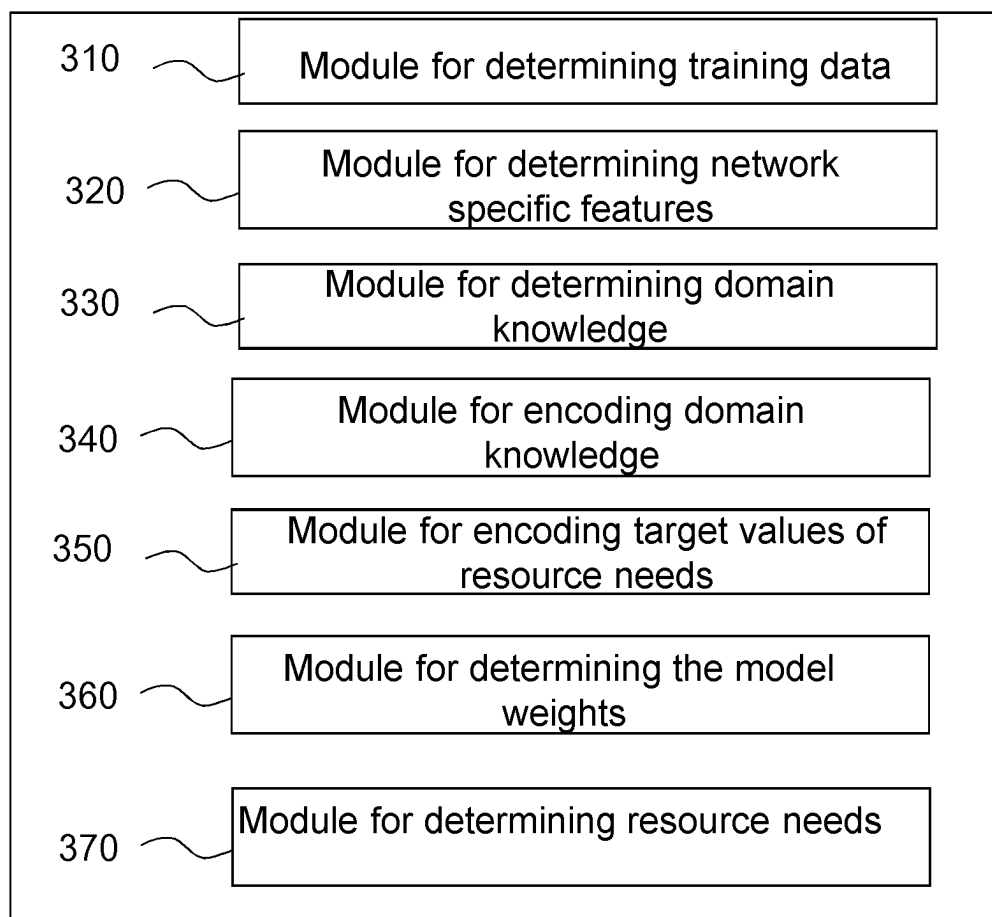 310 Module for determining training data
320 Module for determining network
specific features
330 Module for determining domain
knowledge
340 Module for encoding domain
knowledge
350 Module for encoding target values of
resource needs
360 Module for determining the model
weights
370 Module for determining resource needs